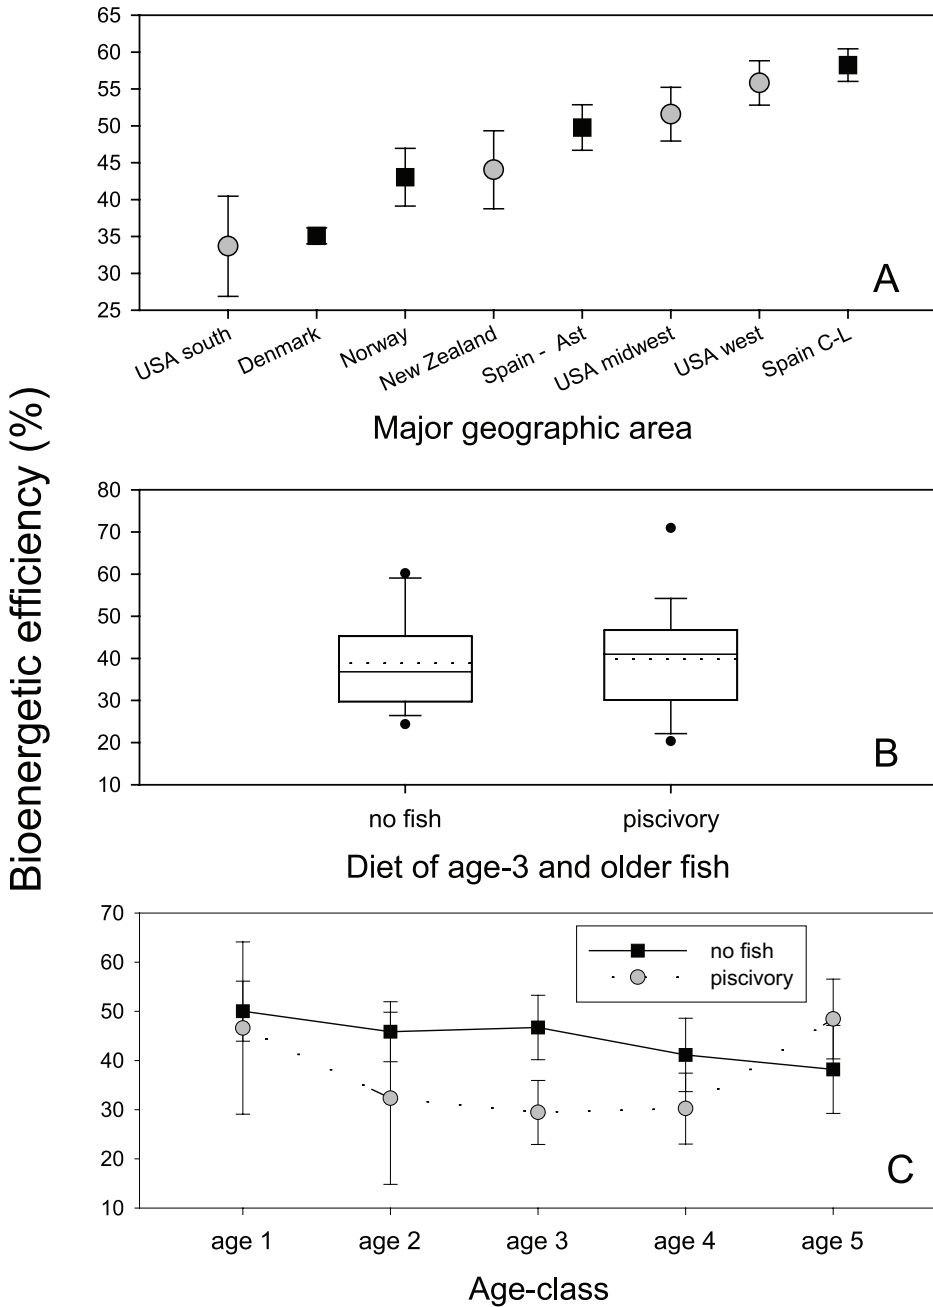 65
60
55
50
45
40
35
30
25
A
USA south
Denmark
Norway
New Zealand
Spain - Ast
USA midwest
USA west
Spain C-L
Major geographic area
Bioenergetic efficiency (%)
80
70
60
50
40
30
20
10
B
no fish
piscivory
Diet of age-3 and older fish
70
60
50
40
30
20
10
no fish
piscivory
C
age 1
age 2
age 3
age 4
age 5
Age-class